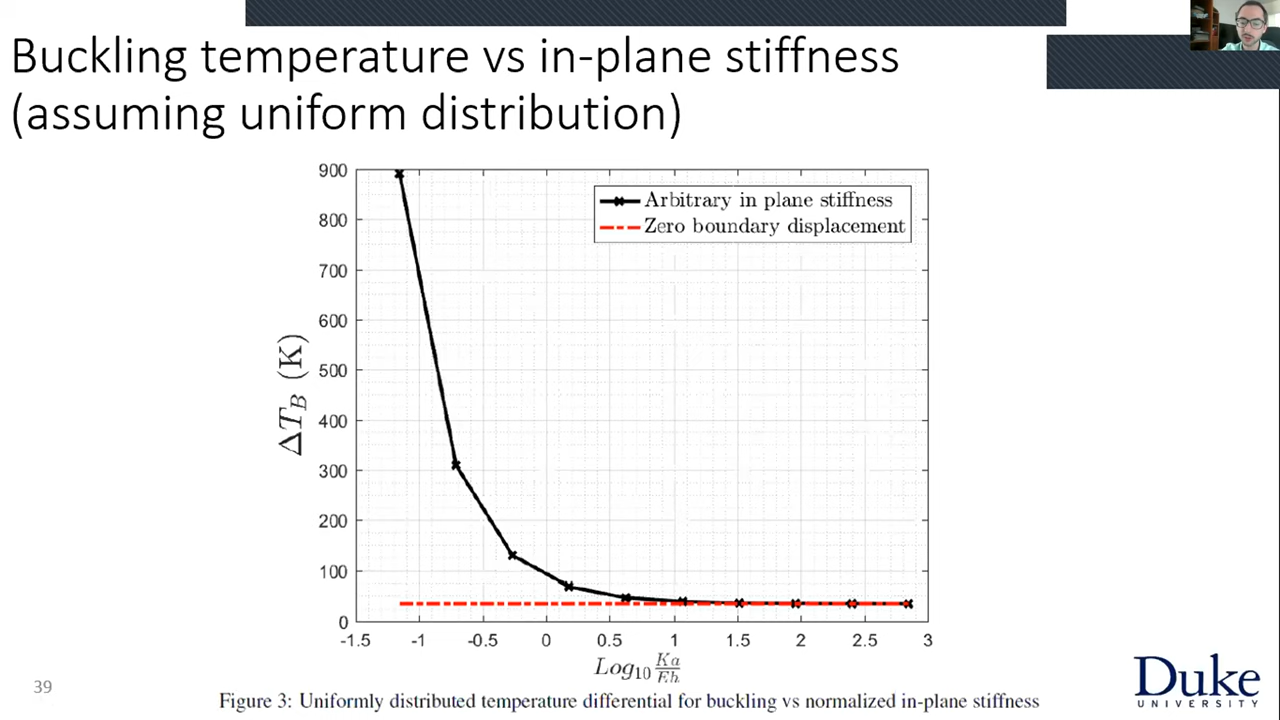 Buckling temperature vs in-plane stiffness
(assuming uniform distribution)
900
800
700
600
500
400
300
200
100
0
ΔT_B (K)
Arbitrary in plane stiffness
Zero boundary displacement
-1.5 -1 -0.5 0 0.5 1 1.5 2 2.5 3
Log₁₀ Ka/Eh
Figure 3: Uniformly distributed temperature differential for buckling vs normalized in-plane stiffness
39
Duke
UNIVERSITY